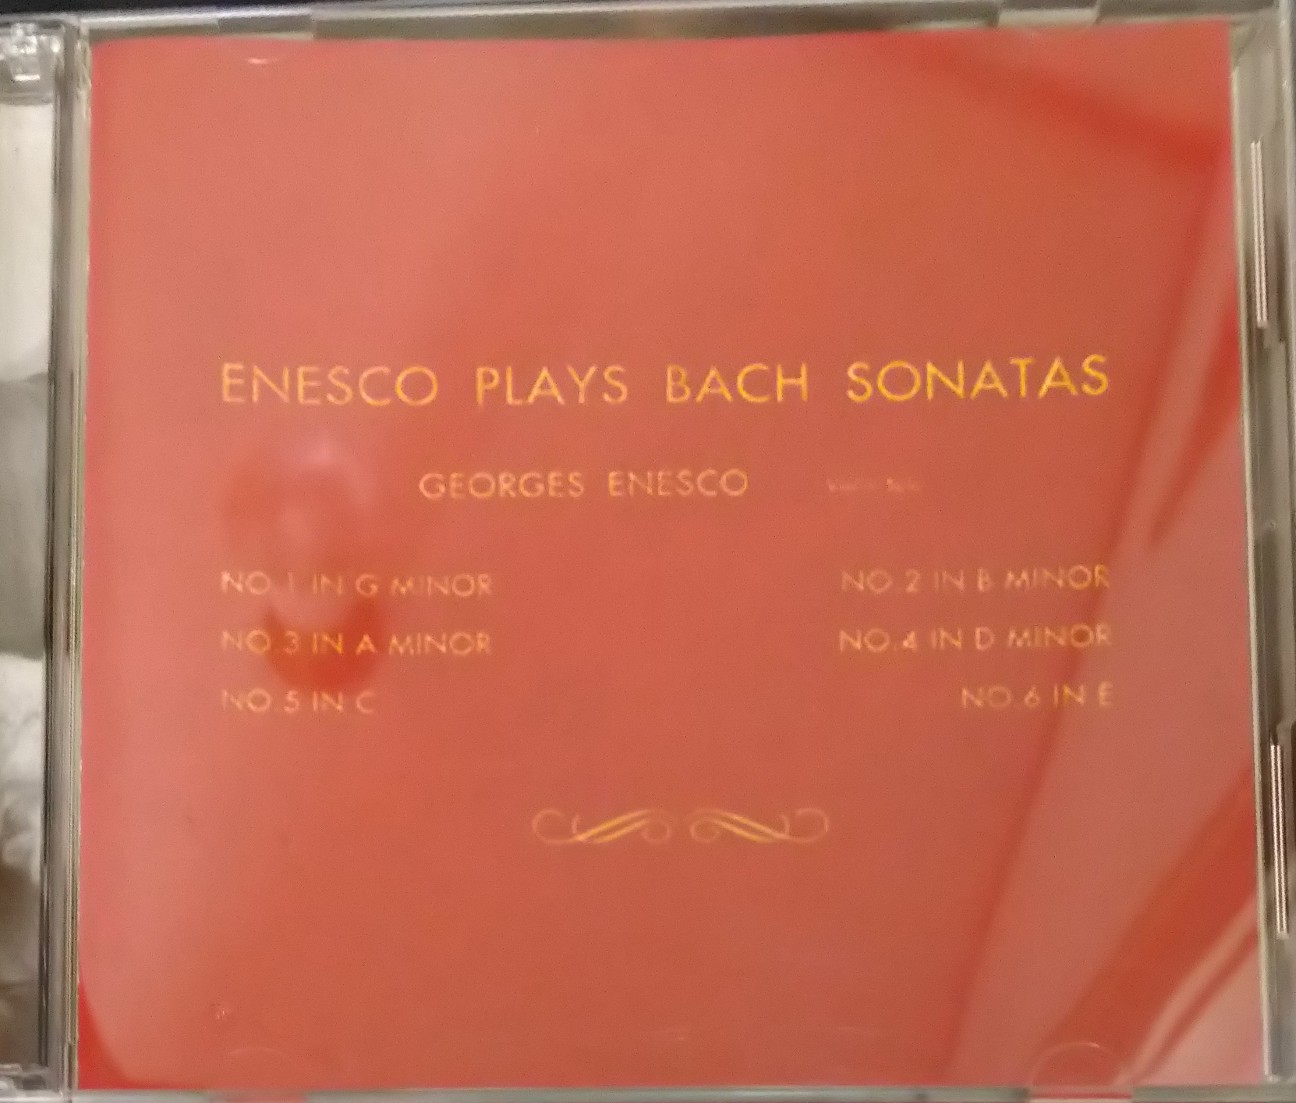 ENESCO PLAYS BACH SONATAS
GEORGES ENESCO
NO.1 IN G MINOR NO.2 IN B MINOR
NO.3 IN A MINOR NO.4 IN D MINOR
NO.5 IN C NO.6 IN E